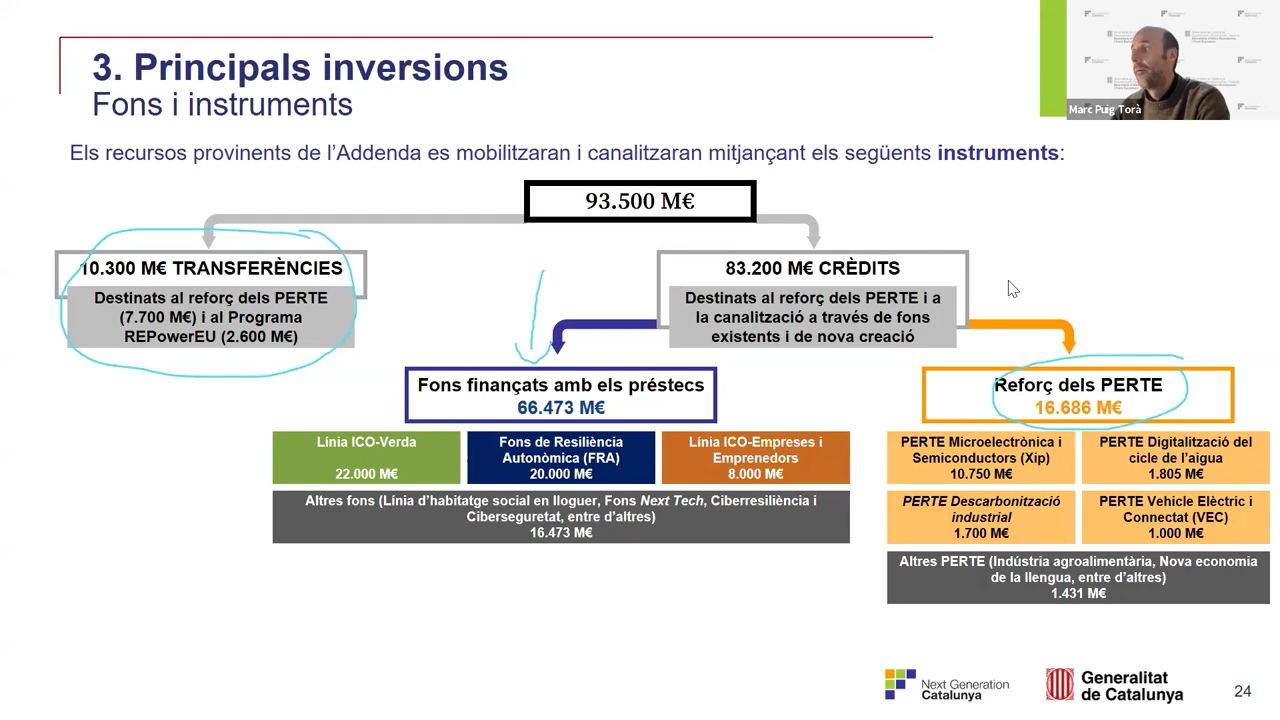 3. Principals inversions
Fons i instruments
Marc Puig Torà
Els recursos provinents de l'Addenda es mobilitzaran i canalitzaran mitjançant els següents instruments:
93.500 M€
10.300 M€ TRANSFERÈNCIES
Destinats al reforç dels PERTE
(7.700 M€) i al Programa
REPowerEU (2.600 M€)
83.200 M€ CRÈDITS
Destinats al reforç dels PERTE i a
la canalització a través de fons
existents i de nova creació
Fons finançats amb els préstecs
66.473 M€
Línia ICO-Verda
22.000 M€
Fons de Resiliència
Autonòmica (FRA)
20.000 M€
Línia ICO-Empreses i
Emprenedors
8.000 M€
Altres fons (Línia d'habitatge social en lloguer, Fons Next Tech, Ciberresiliència i
Ciberseguretat, entre d'altres)
16.473 M€
Reforç dels PERTE
16.686 M€
PERTE Microelectrònica i
Semiconductors (Xip)
10.750 M€
PERTE Digitalització del
cicle de l'aigua
1.805 M€
PERTE Descarbonització
industrial
1.700 M€
PERTE Vehicle Elèctric i
Connectat (VEC)
1.000 M€
Altres PERTE (Indústria agroalimentària, Nova economia
de la llengua, entre d'altres)
1.431 M€
Next Generation
Catalunya
Generalitat
de Catalunya
24